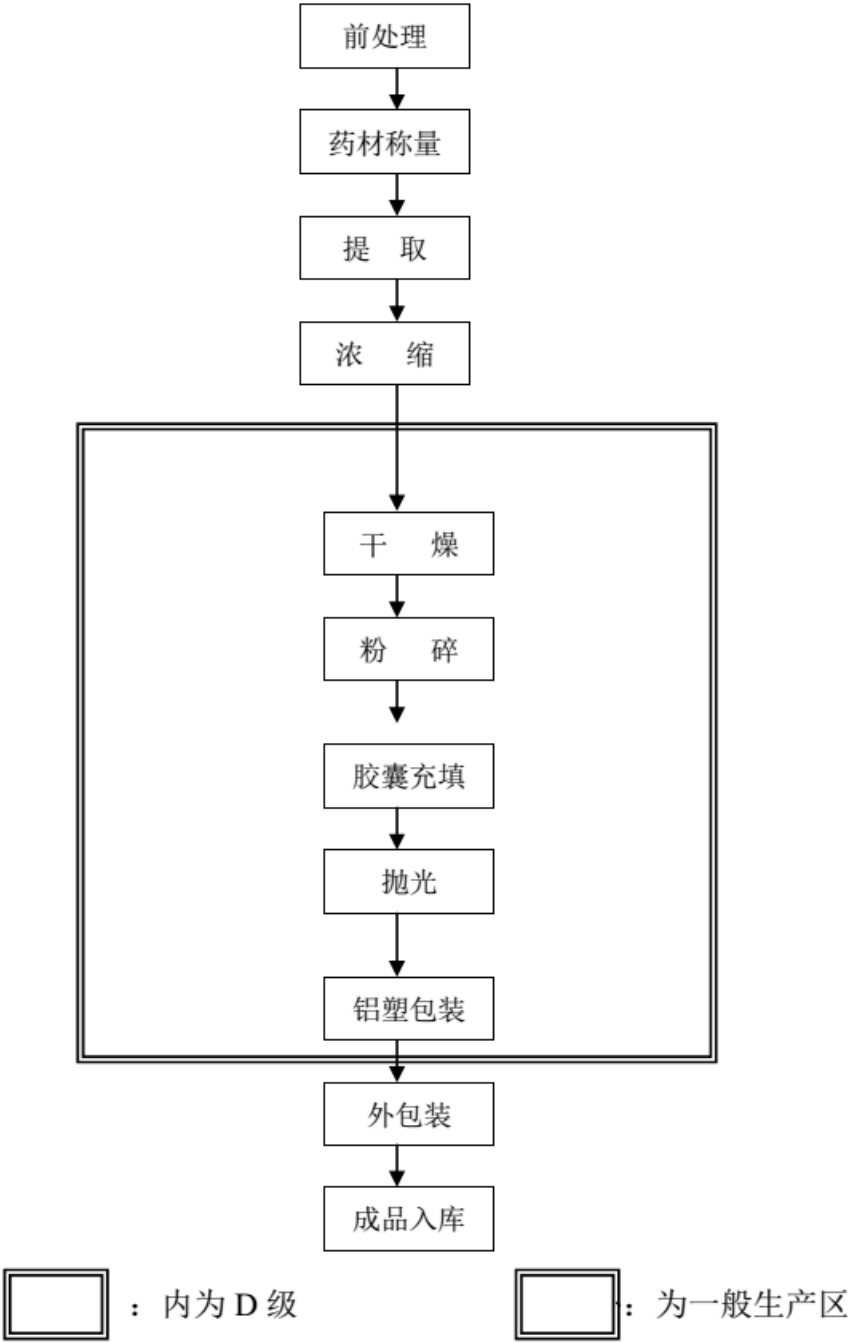 前处理
药材称量
提 取
浓 缩
干 燥
粉 碎
胶囊充填
抛光
铝塑包装
外包装
成品入库
：内为 D 级
：为一般生产区